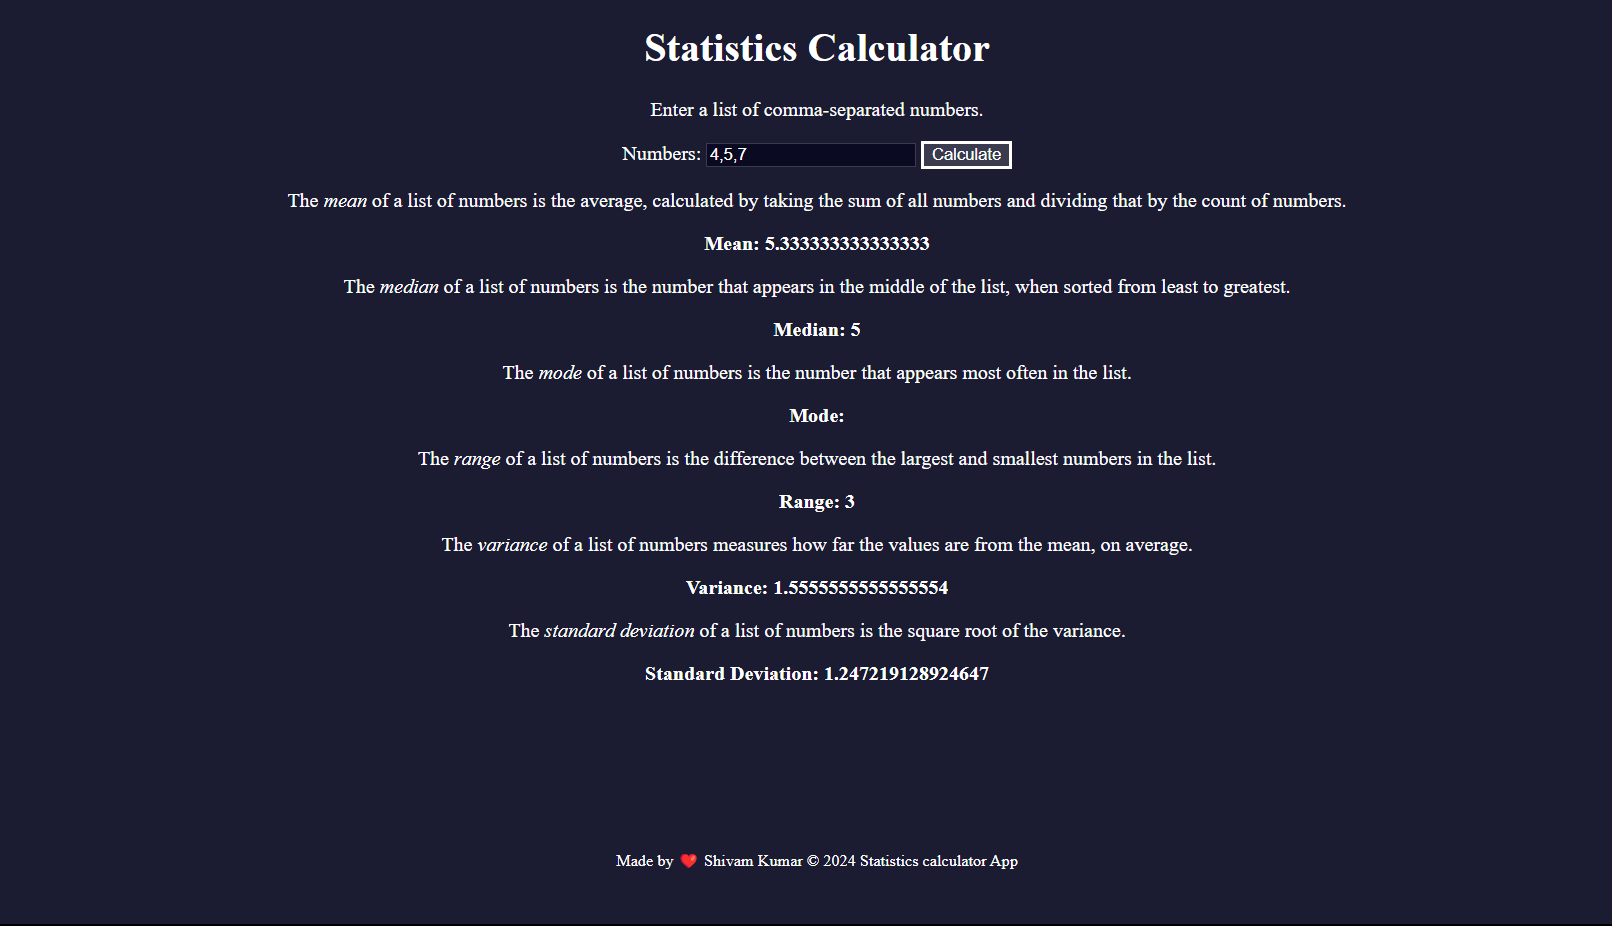 Statistics Calculator
Enter a list of comma-separated numbers.
Numbers: 4,5,7 Calculate
The mean of a list of numbers is the average, calculated by taking the sum of all numbers and dividing that by the count of numbers.
Mean: 5.333333333333333
The median of a list of numbers is the number that appears in the middle of the list, when sorted from least to greatest.
Median: 5
The mode of a list of numbers is the number that appears most often in the list.
Mode:
The range of a list of numbers is the difference between the largest and smallest numbers in the list.
Range: 3
The variance of a list of numbers measures how far the values are from the mean, on average.
Variance: 1.5555555555555554
The standard deviation of a list of numbers is the square root of the variance.
Standard Deviation: 1.247219128924647
Made by ❤️ Shivam Kumar © 2024 Statistics calculator App